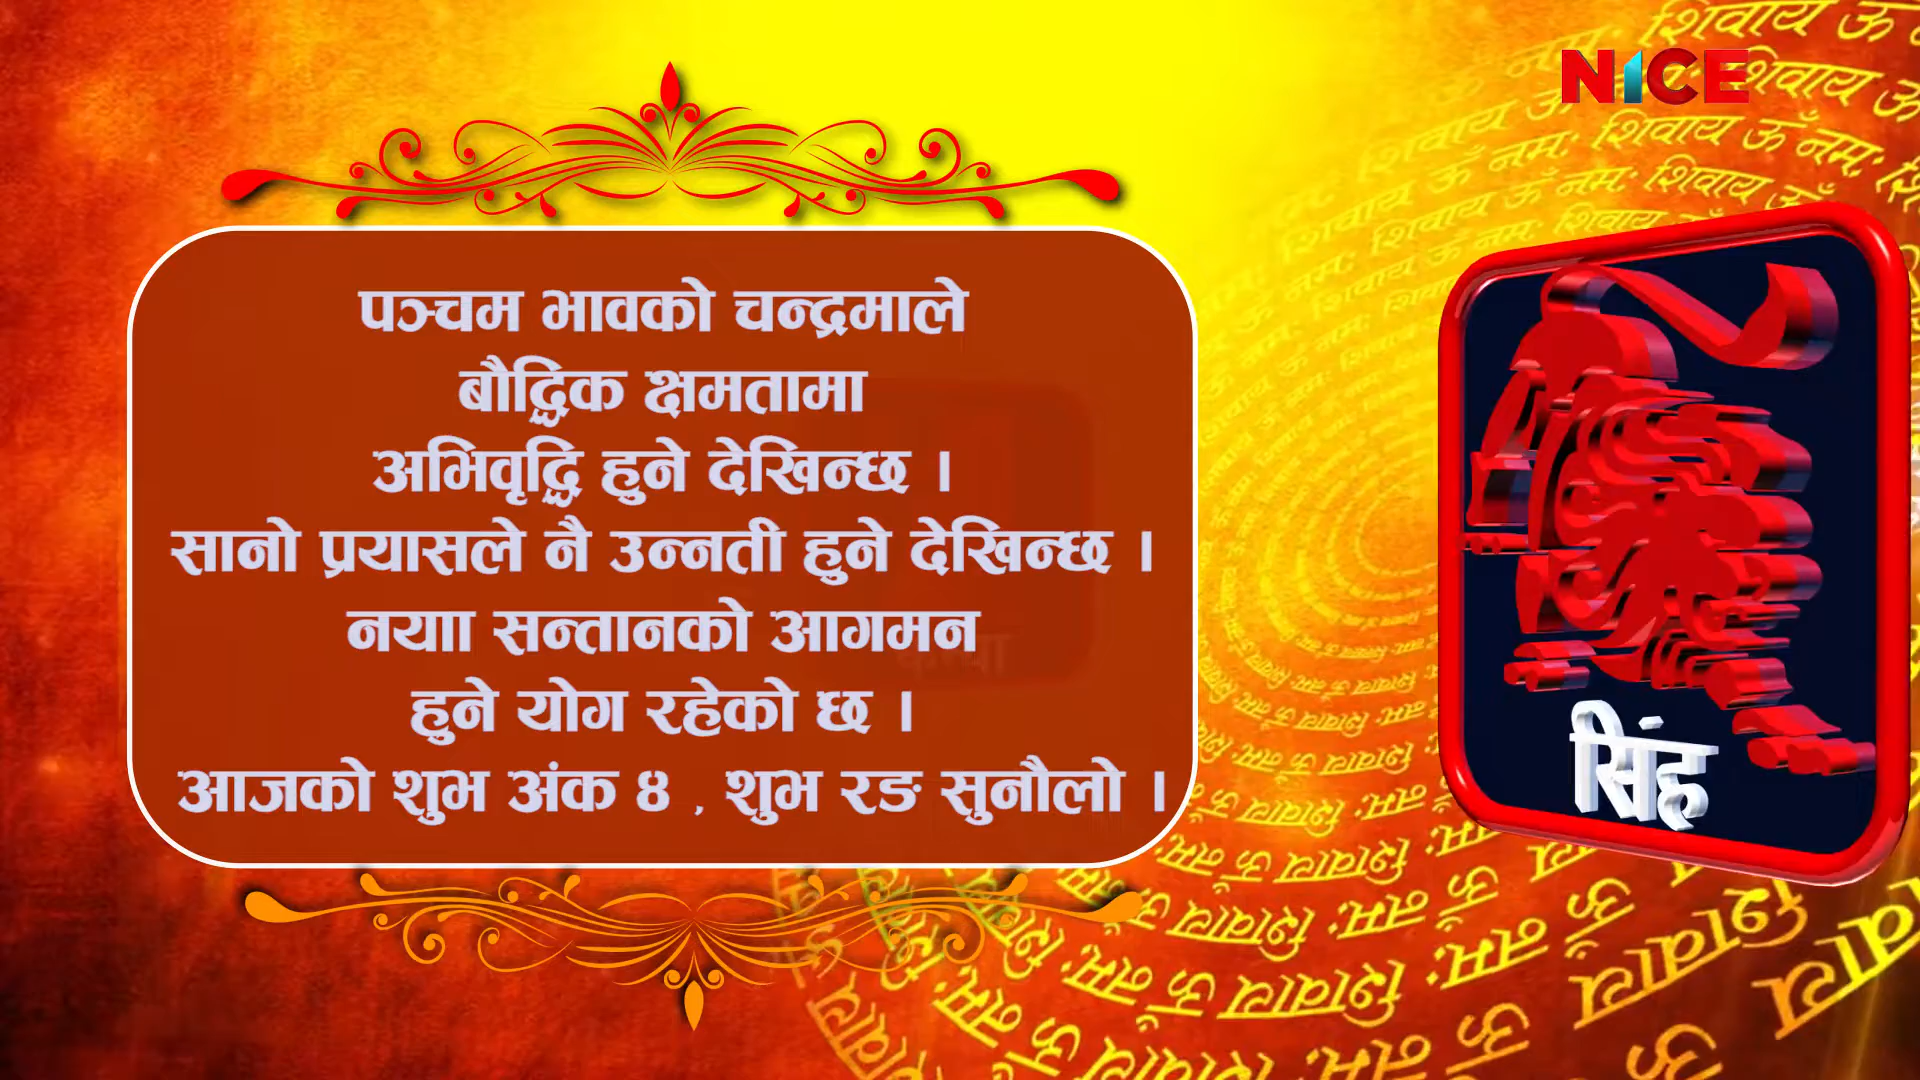 NICE
पञ्चम भावको चन्द्रमाले
बौद्धिक क्षमतामा
अभिवृद्धि हुने देखिन्छ ।
सानो प्रयासले नै उन्नती हुने देखिन्छ ।
नयाा सन्तानको आगमन
हुने योग रहेको छ ।
आजको शुभ अंक ४ , शुभ रङ सुनौलो ।
सिंह